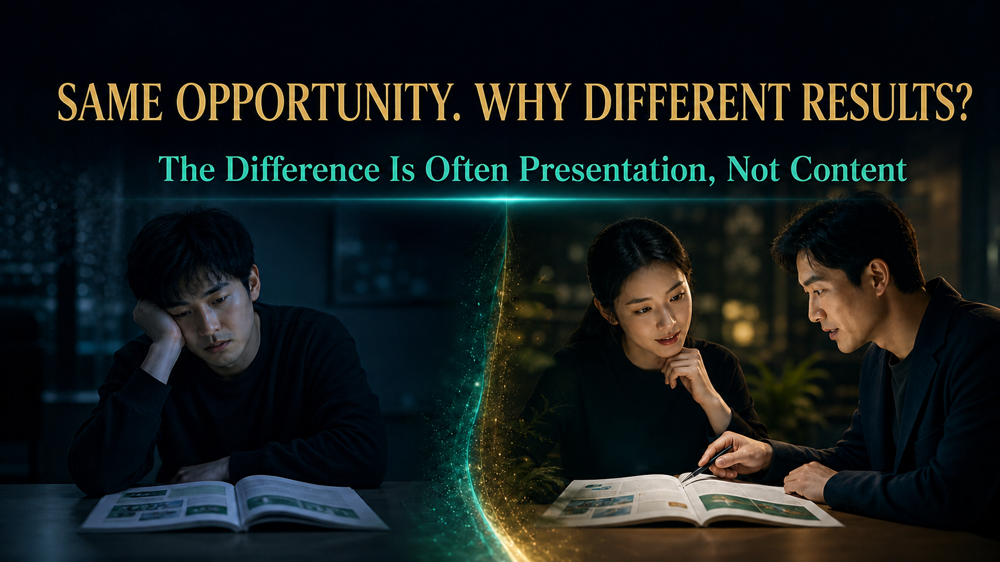 SAME OPPORTUNITY. WHY DIFFERENT RESULTS?
The Difference Is Often Presentation, Not Content